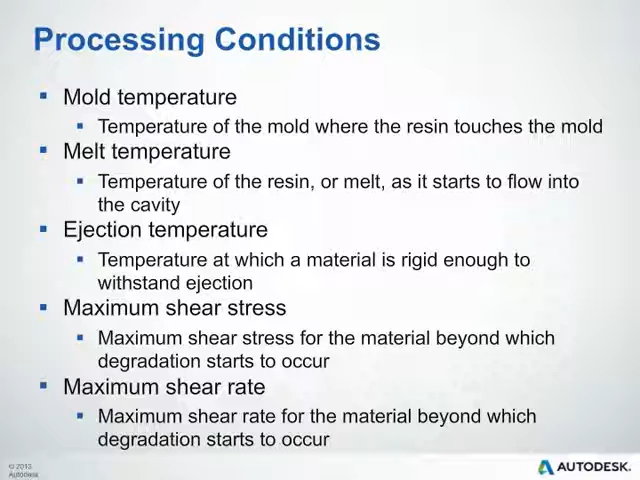 Processing Conditions
▪ Mold temperature
▪ Temperature of the mold where the resin touches the mold
▪ Melt temperature
▪ Temperature of the resin, or melt, as it starts to flow into
the cavity
▪ Ejection temperature
▪ Temperature at which a material is rigid enough to
withstand ejection
▪ Maximum shear stress
▪ Maximum shear stress for the material beyond which
degradation starts to occur
▪ Maximum shear rate
▪ Maximum shear rate for the material beyond which
degradation starts to occur
Autodesk
AUTODESK.